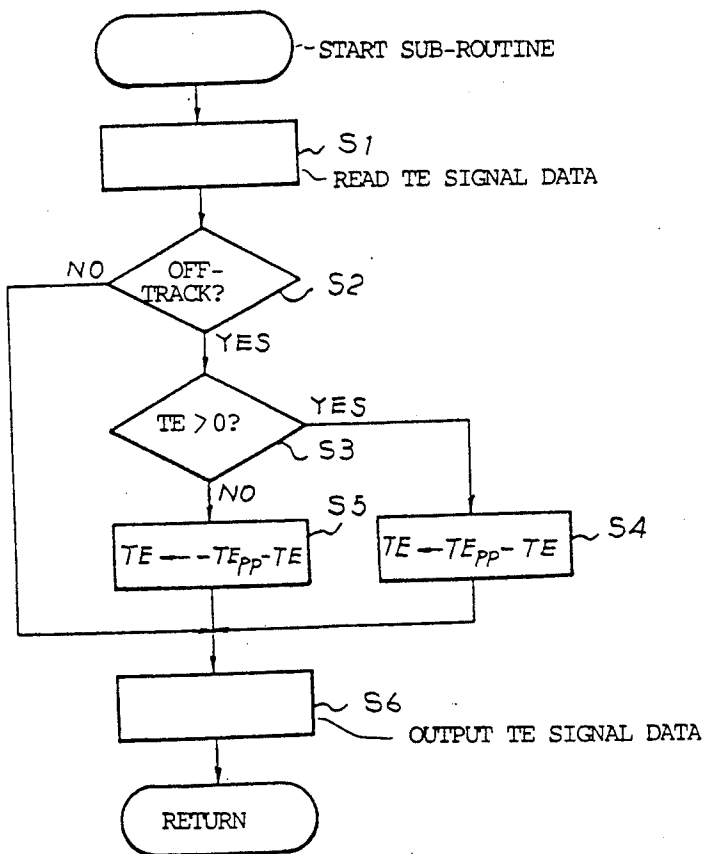 START SUB-ROUTINE
S1
READ TE SIGNAL DATA
NO
OFF-
TRACK?
S2
YES
TE > 0?
YES
S3
NO
S5
TE ← -TEpp-TE
S4
TE ← TEpp- TE
S6
OUTPUT TE SIGNAL DATA
RETURN